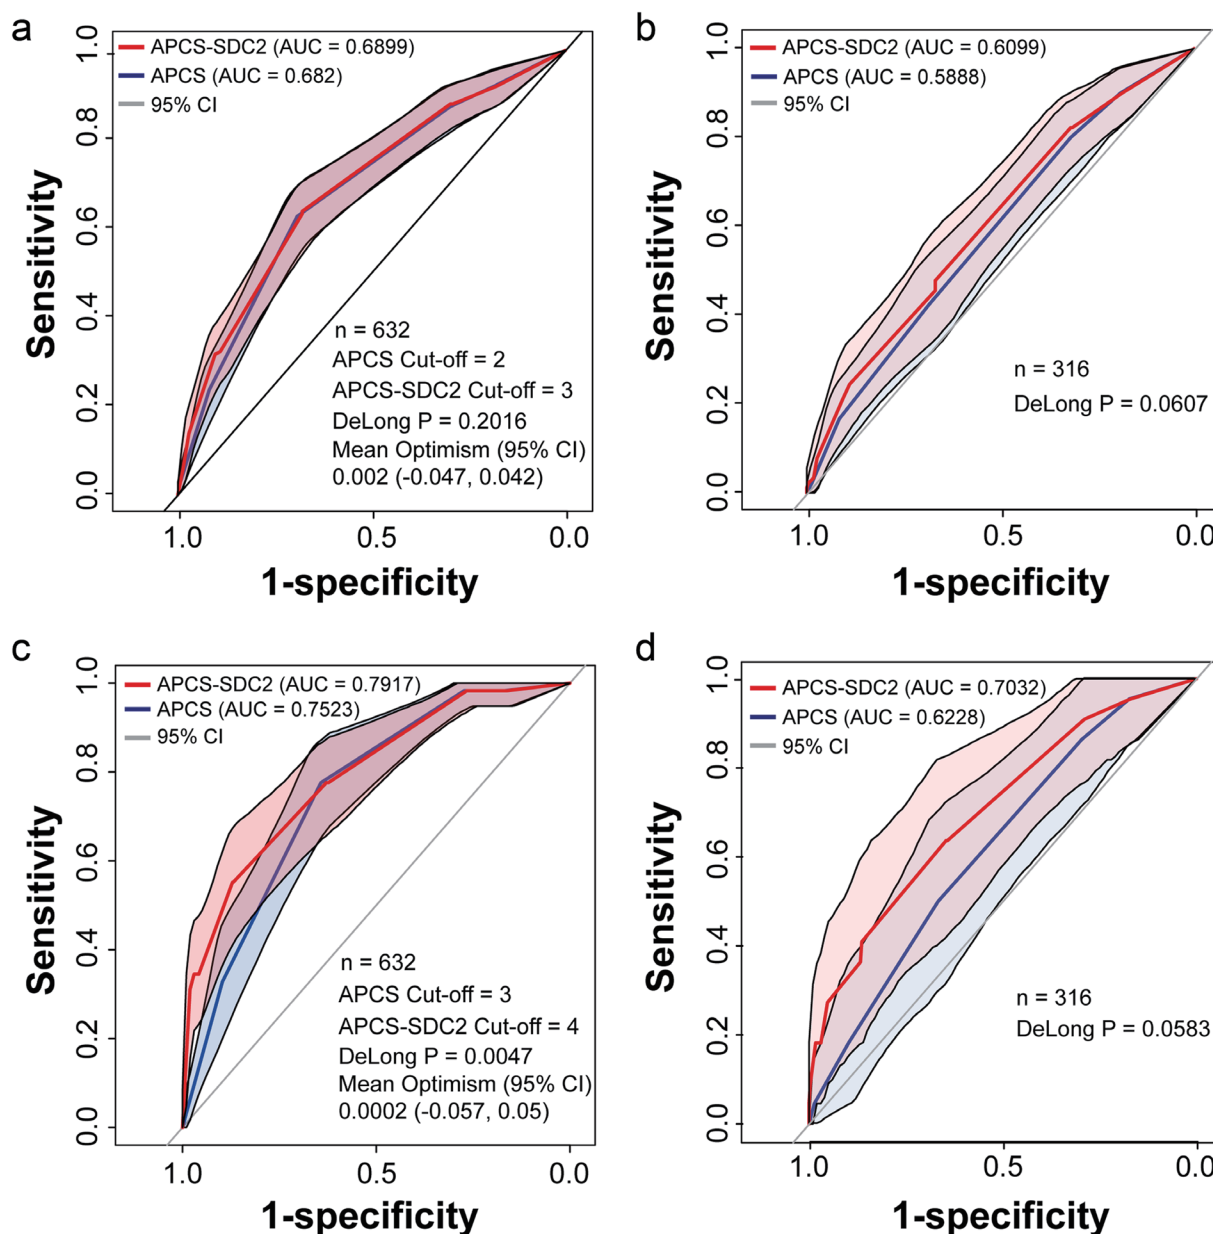 a
APCS-SDC2 (AUC = 0.6899)
APCS (AUC = 0.682)
95% CI
1.0
0.8
0.6
0.4
0.2
0.0
Sensitivity
n = 632
APCS Cut-off = 2
APCS-SDC2 Cut-off = 3
DeLong P = 0.2016
Mean Optimism (95% CI)
0.002 (-0.047, 0.042)
1.0 0.5 0.0
1-specificity
b
APCS-SDC2 (AUC = 0.6099)
APCS (AUC = 0.5888)
95% CI
1.0
0.8
0.6
0.4
0.2
0.0
Sensitivity
n = 316
DeLong P = 0.0607
1.0 0.5 0.0
1-specificity
c
APCS-SDC2 (AUC = 0.7917)
APCS (AUC = 0.7523)
95% CI
1.0
0.8
0.6
0.4
0.2
0.0
Sensitivity
n = 632
APCS Cut-off = 3
APCS-SDC2 Cut-off = 4
DeLong P = 0.0047
Mean Optimism (95% CI)
0.0002 (-0.057, 0.05)
1.0 0.5 0.0
1-specificity
d
APCS-SDC2 (AUC = 0.7032)
APCS (AUC = 0.6228)
95% CI
1.0
0.8
0.6
0.4
0.2
0.0
Sensitivity
n = 316
DeLong P = 0.0583
1.0 0.5 0.0
1-specificity